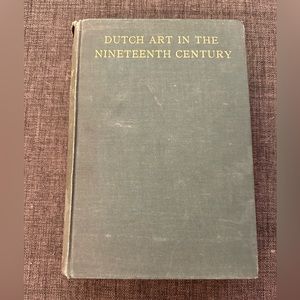 DUTCH ART IN THE
NINETEENTH CENTURY